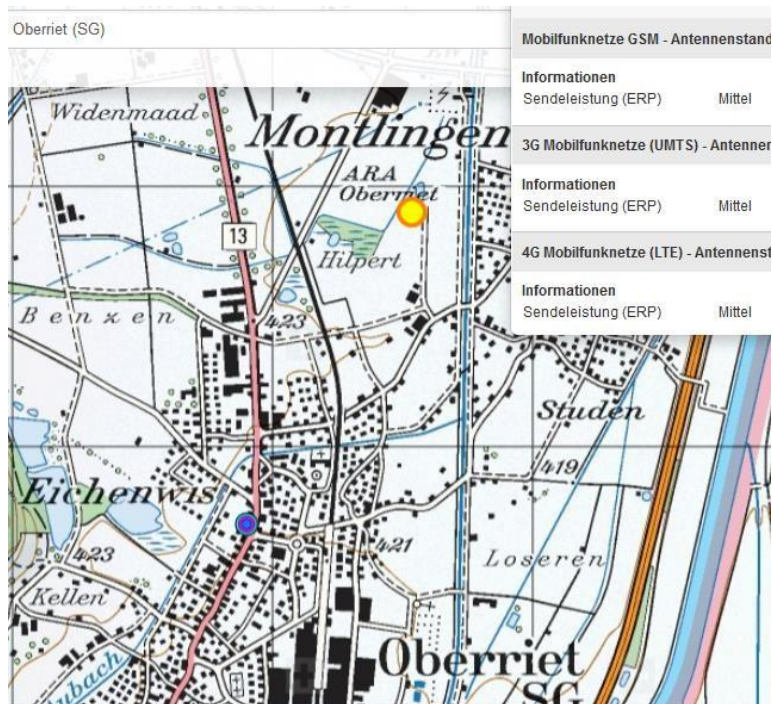 Oberriet (SG)
Mobilfunknetze GSM - Antennenstand
Informationen
Sendeleistung (ERP) Mittel
3G Mobilfunknetze (UMTS) - Antennen
Informationen
Sendeleistung (ERP) Mittel
4G Mobilfunknetze (LTE) - Antennenst
Informationen
Sendeleistung (ERP) Mittel
Widenmaad
Montlingen
ARA
Oberriet
13
Hilpert
Benzen
423
Studen
419
Eichenwis
423
421
Loseren
Kellen
Oberriet
SG